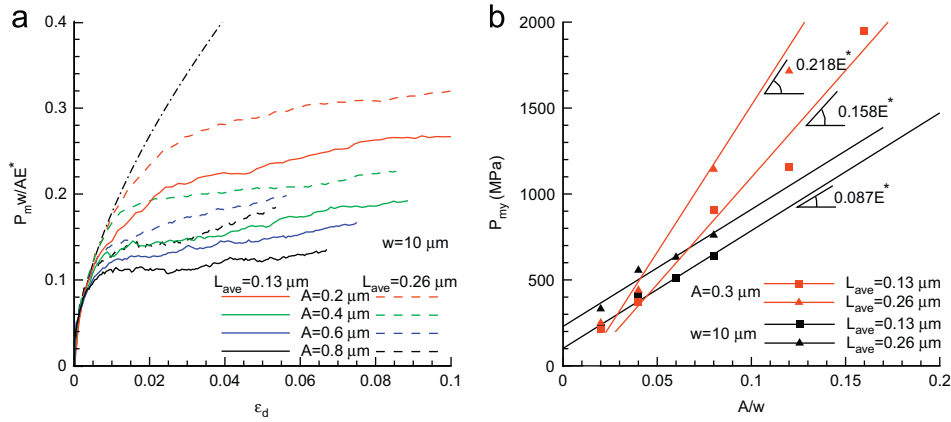 a
P_m w/AE*
0.4
0.3
0.2
0.1
0
0 0.02 0.04 0.06 0.08 0.1
ε_d
w=10 μm
L_ave=0.13 μm L_ave=0.26 μm
A=0.2 μm
A=0.4 μm
A=0.6 μm
A=0.8 μm
b
P_my (MPa)
2000
1500
1000
500
0
0 0.05 0.1 0.15 0.2
A/w
0.218E*
0.158E*
0.087E*
A=0.3 μm
L_ave=0.13 μm
L_ave=0.26 μm
w=10 μm
L_ave=0.13 μm
L_ave=0.26 μm